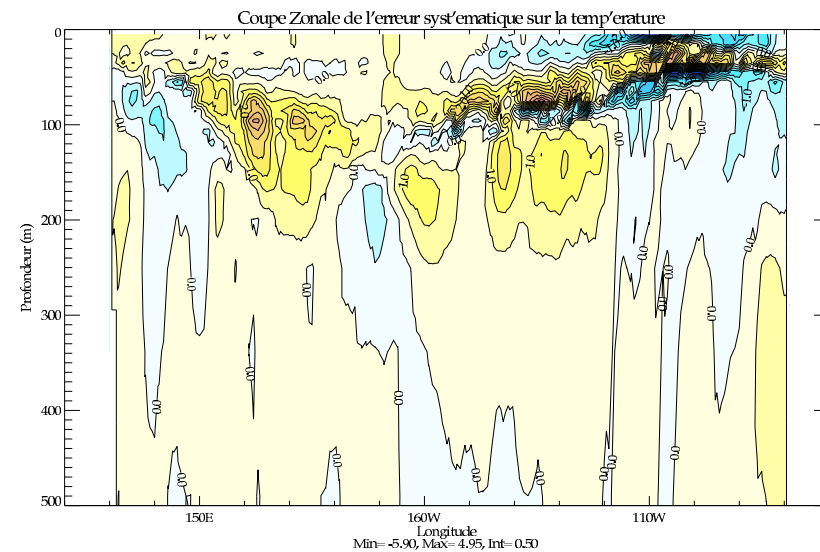 Coupe Zonale de l'erreur syst'ematique sur la temp'erature
0
100
200
300
400
500
Profondeur (m)
150E
160W
110W
Longitude
Min= -5.90, Max= 4.95, Int= 0.50